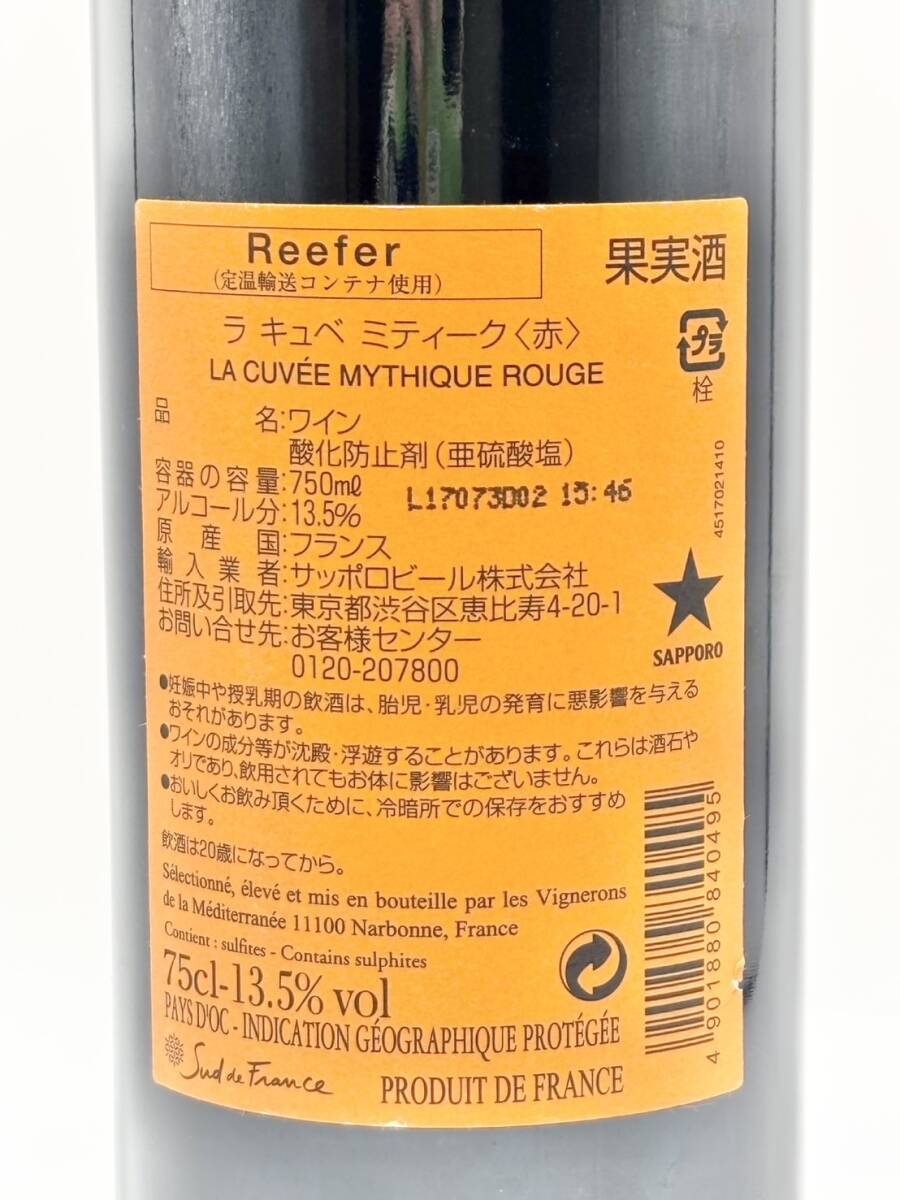 Reefer
(定温輸送コンテナ使用)
果実酒
ラ キュベ ミティーク〈赤〉
LA CUVÉE MYTHIQUE ROUGE
プラ
栓
品 名:ワイン
酸化防止剤(亜硫酸塩)
容器の容量:750mℓ
L17073D02 15:46
アルコール分:13.5%
原産国:フランス
輸入業者:サッポロビール株式会社
住所及引取先:東京都渋谷区恵比寿4-20-1
お問い合せ先:お客様センター
0120-207800
4517021410
SAPPORO
●妊娠中や授乳期の飲酒は、胎児・乳児の発育に悪影響を与える
おそれがあります。
●ワインの成分等が沈殿・浮遊することがあります。これらは酒石や
オリであり、飲用されてもお体に影響はございません。
●おいしくお飲み頂くために、冷暗所での保存をおすすめ
します。
飲酒は20歳になってから。
Sélectionné, élevé et mis en bouteille par les Vignerons
de la Méditerranée 11100 Narbonne, France
Contient : sulfites - Contains sulphites
75cl-13.5% vol
PAYS D'OC - INDICATION GÉOGRAPHIQUE PROTÉGÉE
Sud de France
PRODUIT DE FRANCE
4 901880 840495